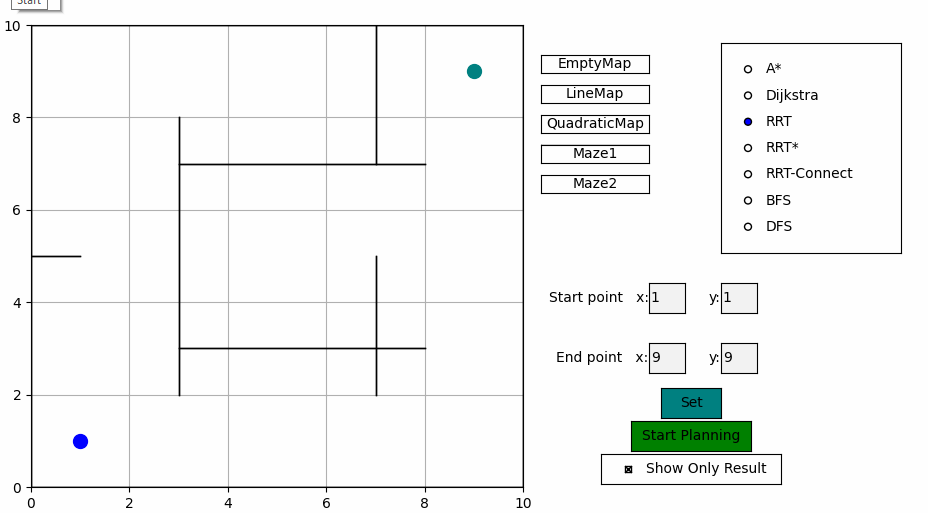 Start
10
8
6
4
2
0
0 2 4 6 8 10
EmptyMap
LineMap
QuadraticMap
Maze1
Maze2
A*
Dijkstra
RRT
RRT*
RRT-Connect
BFS
DFS
Start point x: 1 y: 1
End point x: 9 y: 9
Set
Start Planning
Show Only Result